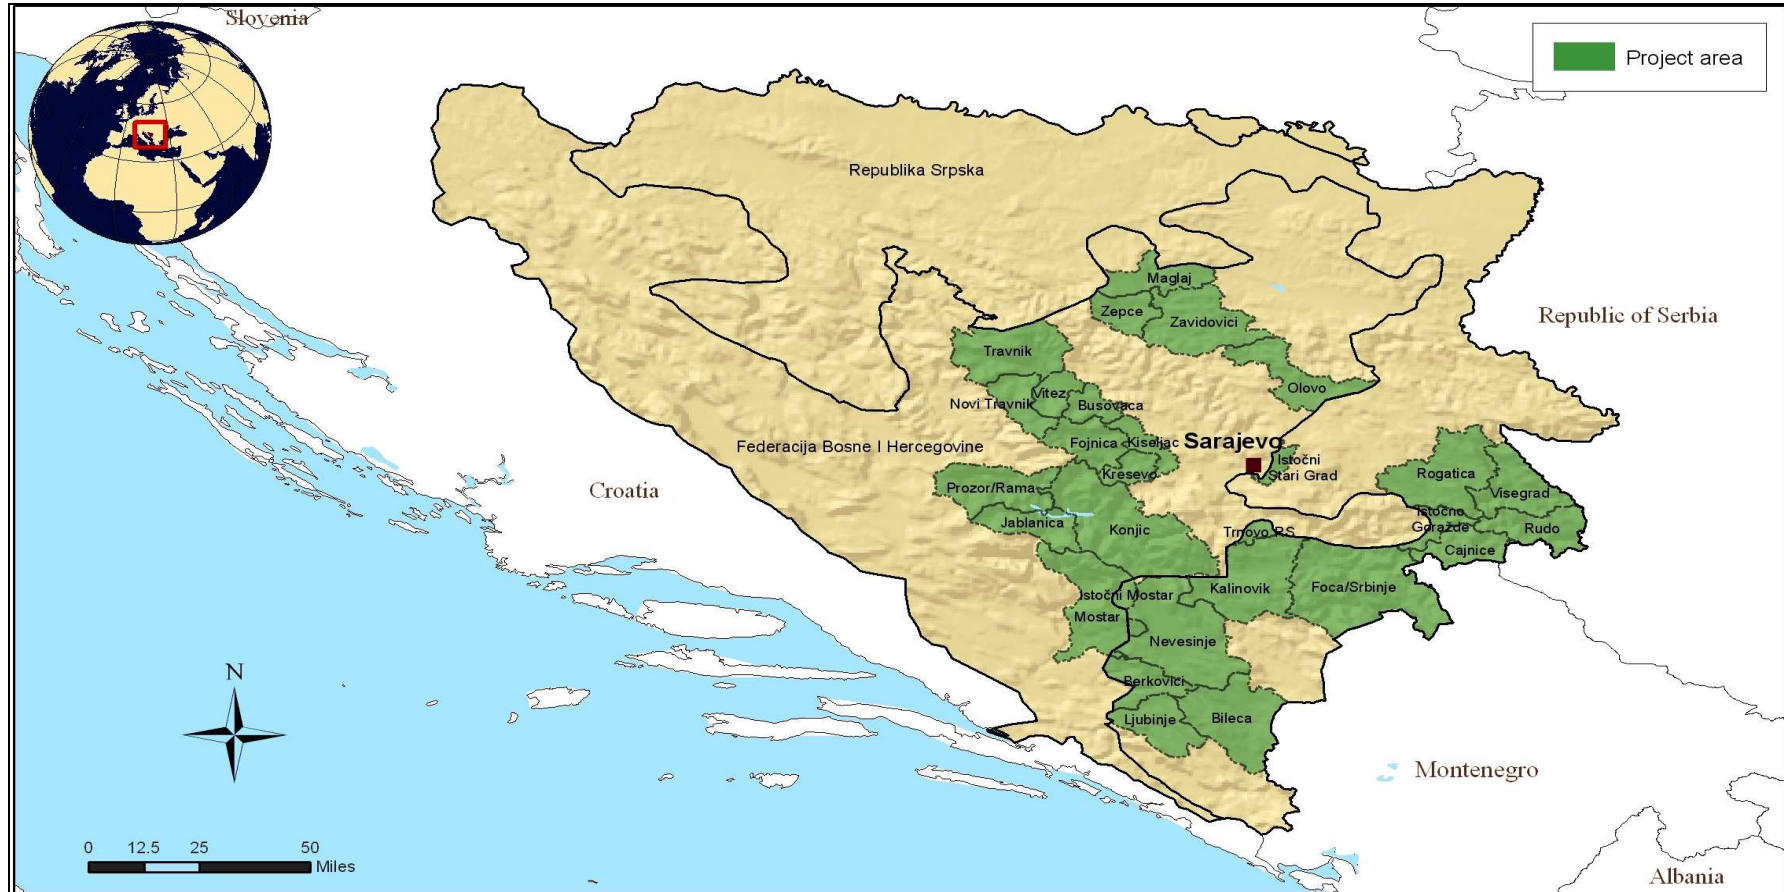 Slovenia
Project area
Republika Srpska
Maglaj
Zepce
Zavidovici
Republic of Serbia
Travnik
Olovo
Vitez
Novi Travnik
Busovaca
Federacija Bosne I Hercegovine
Fojnica
Kiseljac
Sarajevo
Istočni
Stari Grad
Kresevo
Rogatica
Croatia
Prozor/Rama
Visegrad
Jablanica
Konjic
Trnovo RS
Istočno
Goražde
Rudo
Cajnice
Istočni Mostar
Kalinovik
Foca/Srbinje
Mostar
Nevesinje
N
Berkovici
Ljubinje
Bileca
Montenegro
0 12.5 25 50
Miles
Albania